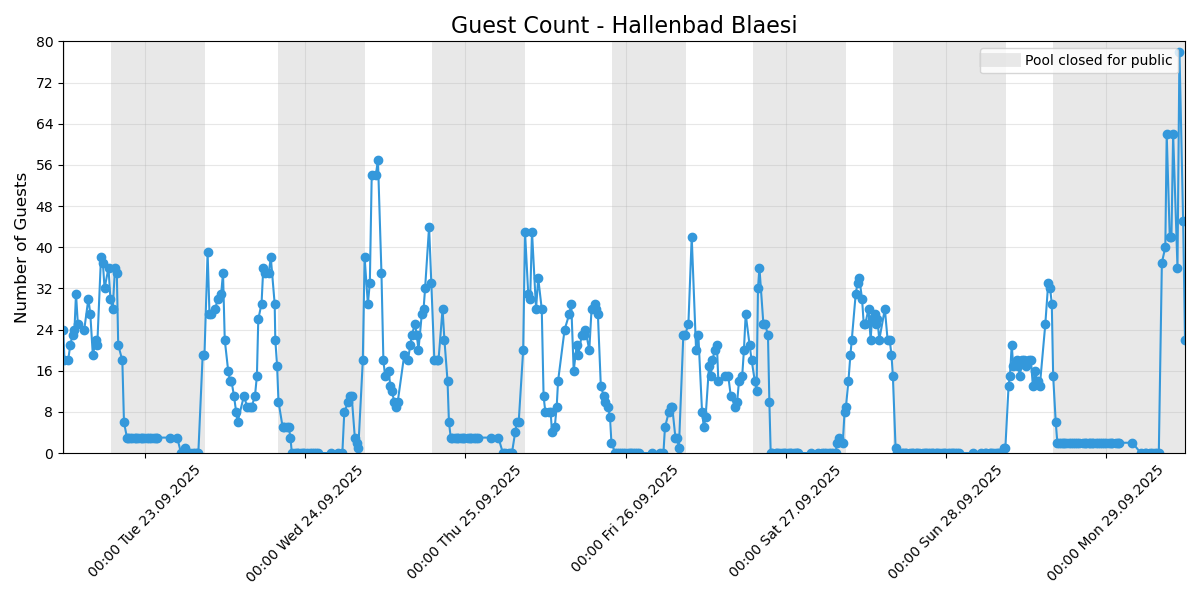 Guest Count - Hallenbad Blaesi
Pool closed for public
Number of Guests
80
72
64
56
48
40
32
24
16
8
0
00:00 Tue 23.09.2025
00:00 Wed 24.09.2025
00:00 Thu 25.09.2025
00:00 Fri 26.09.2025
00:00 Sat 27.09.2025
00:00 Sun 28.09.2025
00:00 Mon 29.09.2025